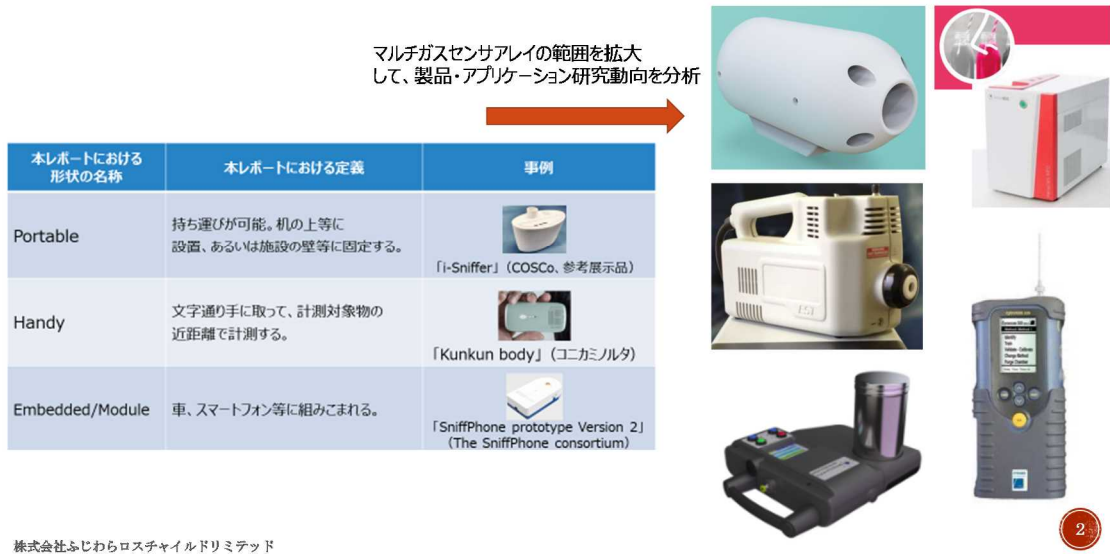 マルチガスセンサアレイの範囲を拡大
して、製品・アプリケーション研究動向を分析
本レポートにおける
形状の名称
本レポートにおける定義
事例
Portable
持ち運びが可能。机の上等に
設置、あるいは施設の壁等に固定する。
「i-Sniffer」(COSCo、参考展示品)
Handy
文字通り手に取って、計測対象物の
近距離で計測する。
「Kunkun body」(コニカミノルタ)
Embedded/Module
車、スマートフォン等に組みこまれる。
「SniffPhone prototype Version 2」
(The SniffPhone consortium)
株式会社ふじわらロスチャイルドリミテッド
2